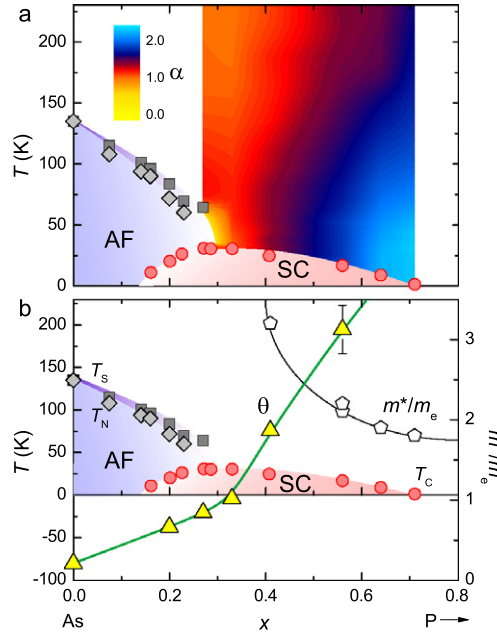 a
200
150
100
50
0
T (K)
2.0
1.0
0.0
α
AF
SC
b
200
150
100
50
0
-50
-100
T (K)
T_S
T_N
AF
θ
SC
m*/m_e
T_C
3
2
1
0
m*/m_e
0.0
0.2
0.4
0.6
0.8
As
x
P →